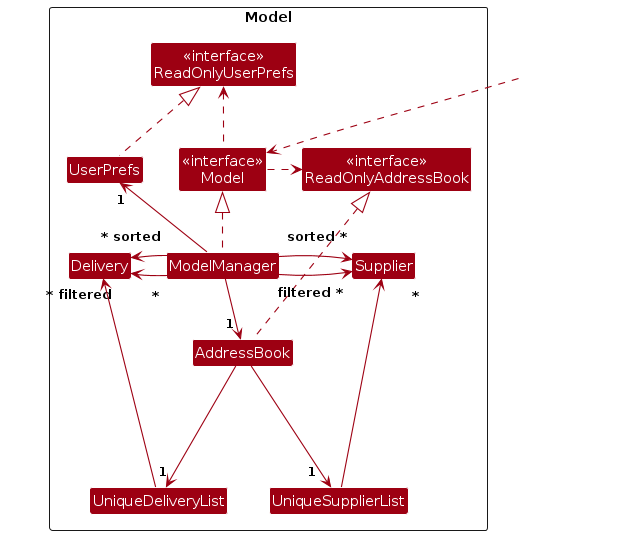 Model
«interface»
ReadOnlyUserPrefs
UserPrefs
«interface»
Model
«interface»
ReadOnlyAddressBook
1
* sorted
sorted *
Delivery
ModelManager
Supplier
* filtered
*
filtered *
*
1
AddressBook
1
1
UniqueDeliveryList
UniqueSupplierList